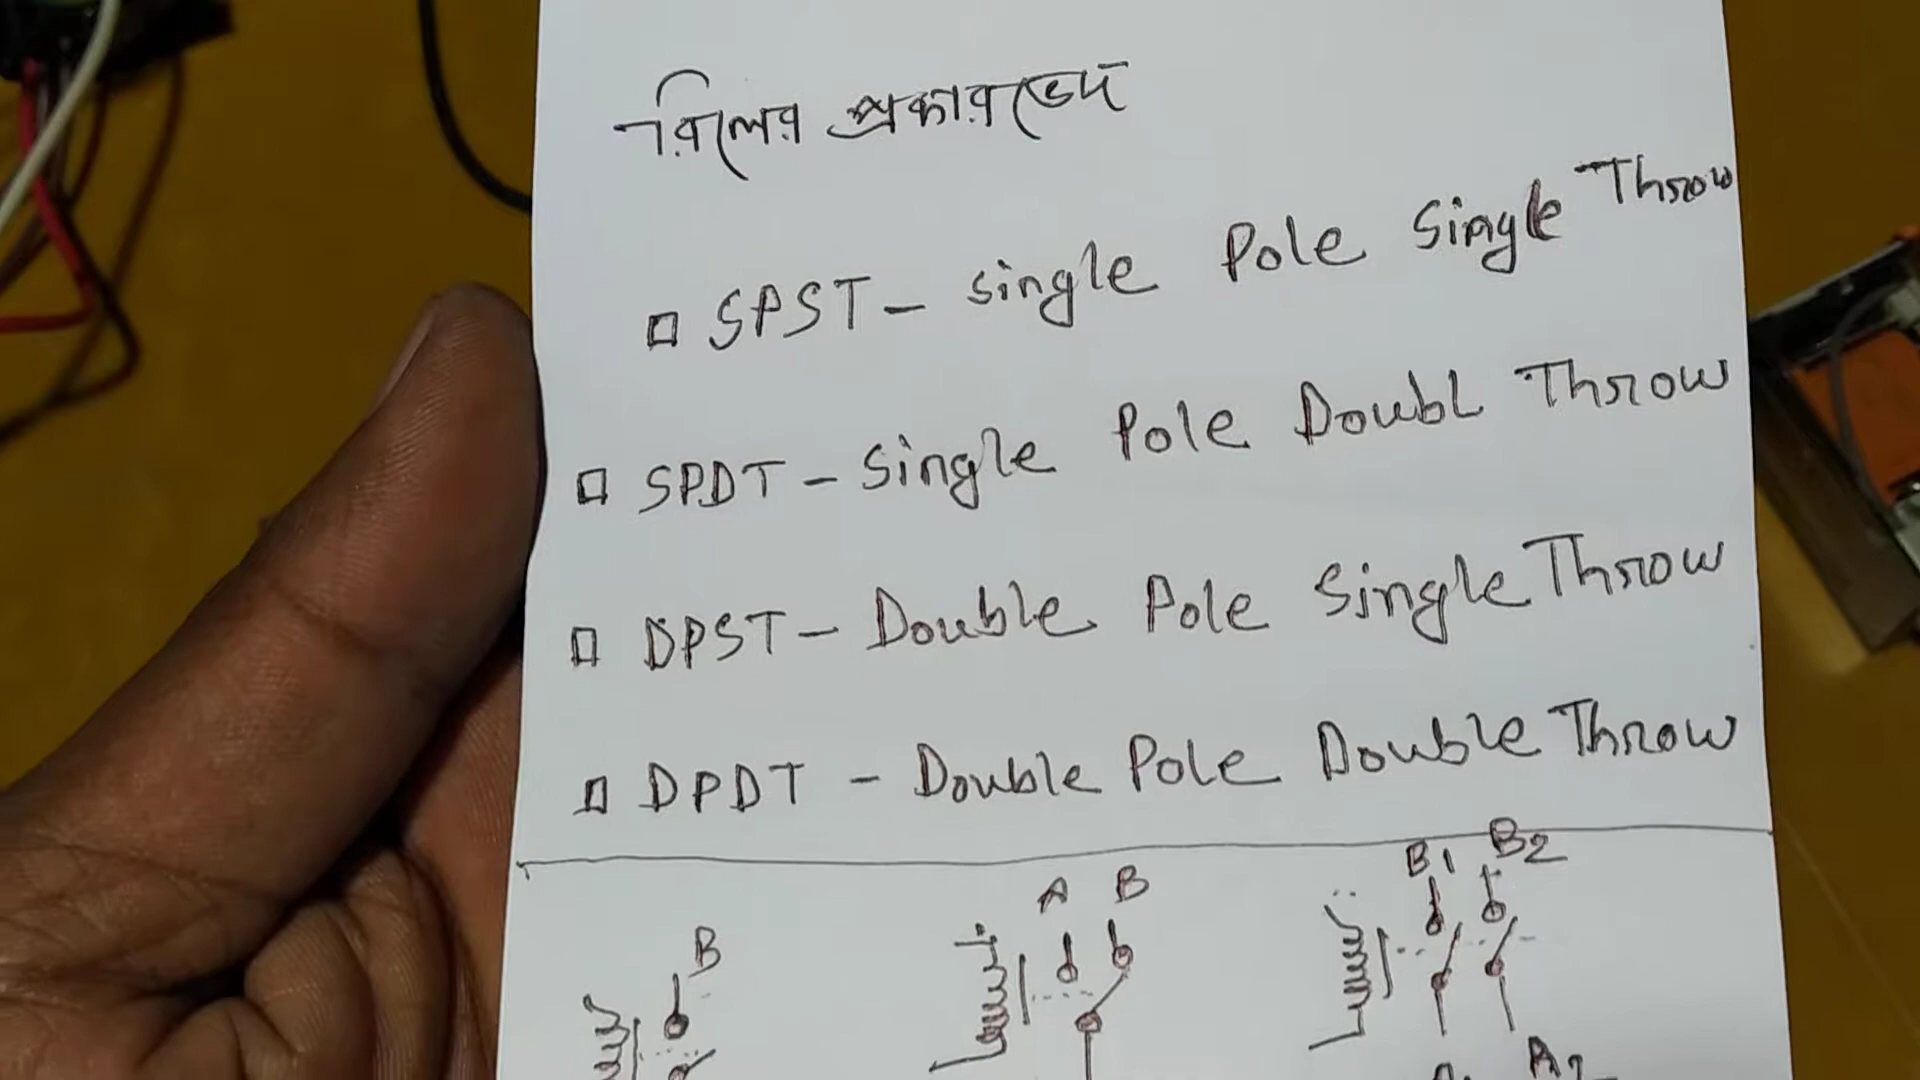 রিলের প্রকারভেদ
SPST - single Pole Single Throw
SPDT - Single Pole Doubl Throw
DPST - Double Pole Single Throw
DPDT - Double Pole Double Throw
B
A B
B1 B2
A2